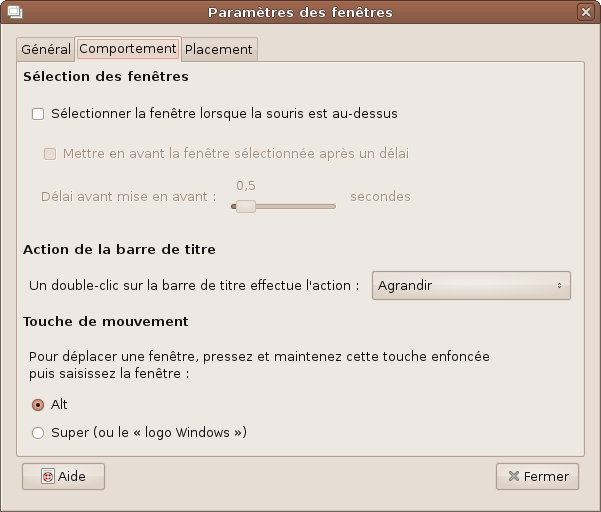 Paramètres des fenêtres
Général Comportement Placement
Sélection des fenêtres
Sélectionner la fenêtre lorsque la souris est au-dessus
Mettre en avant la fenêtre sélectionnée après un délai
0,5
Délai avant mise en avant : secondes
Action de la barre de titre
Un double-clic sur la barre de titre effectue l'action : Agrandir
Touche de mouvement
Pour déplacer une fenêtre, pressez et maintenez cette touche enfoncée
puis saisissez la fenêtre :
Alt
Super (ou le « logo Windows »)
Aide Fermer